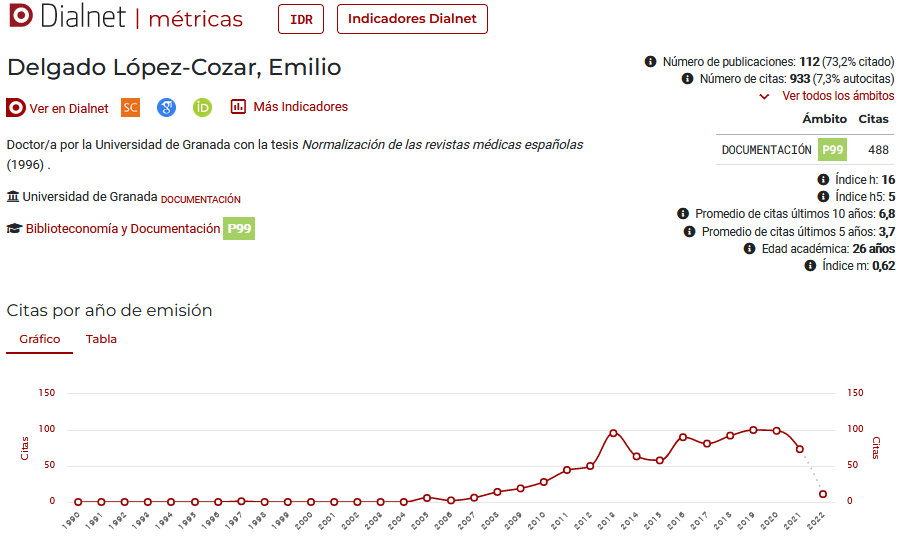 Dialnet | métricas
IDR
Indicadores Dialnet
Delgado López-Cozar, Emilio
Ver en Dialnet SC g iD Más Indicadores
Doctor/a por la Universidad de Granada con la tesis Normalización de las revistas médicas españolas
(1996) .
Universidad de Granada DOCUMENTACIÓN
Biblioteconomía y Documentación P99
Número de publicaciones: 112 (73,2% citado)
Número de citas: 933 (7,3% autocitas)
Ver todos los ámbitos
Ámbito Citas
DOCUMENTACIÓN P99 488
Índice h: 16
Índice h5: 5
Promedio de citas últimos 10 años: 6,8
Promedio de citas últimos 5 años: 3,7
Edad académica: 26 años
Índice m: 0,62
Citas por año de emisión
Gráfico Tabla
150 150
100 100
50 50
0 0
Citas Citas
1990 1991 1992 1993 1994 1995 1996 1997 1998 1999 2000 2001 2002 2003 2004 2005 2006 2007 2008 2009 2010 2011 2012 2013 2014 2015 2016 2017 2018 2019 2020 2021 2022